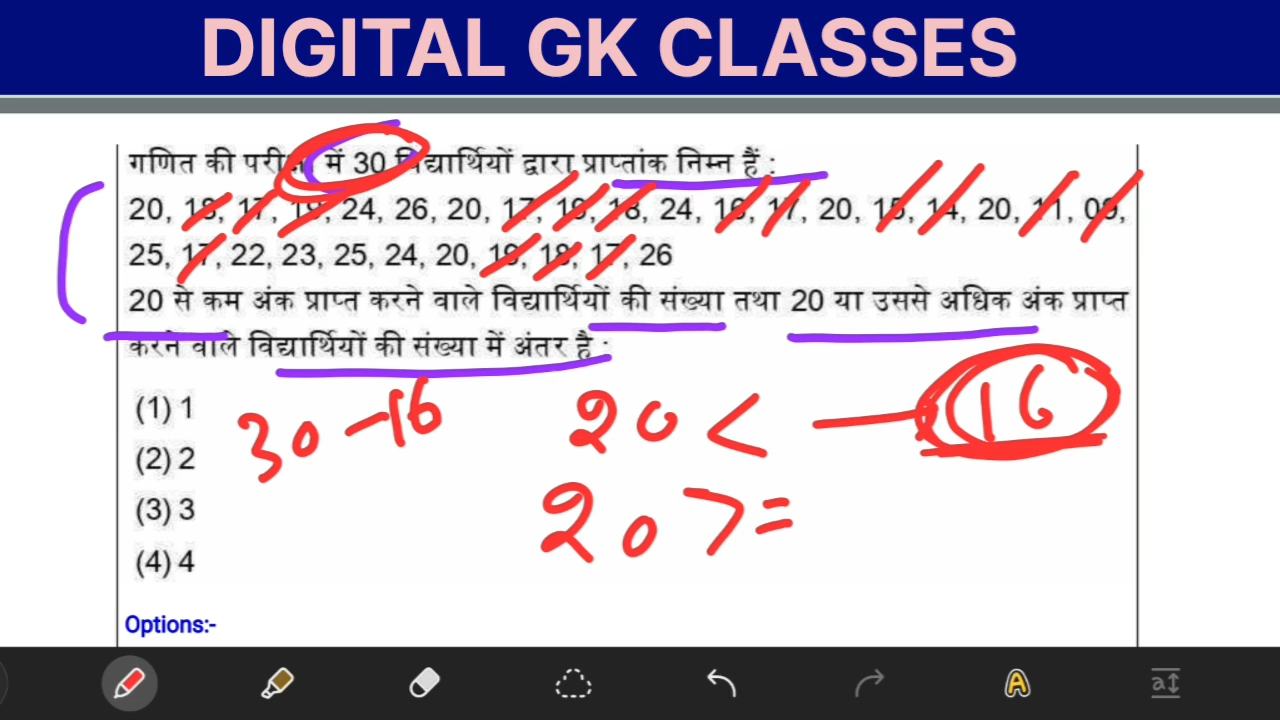 DIGITAL GK CLASSES
गणित की परीक्षा में 30 विद्यार्थियों द्वारा प्राप्तांक निम्न हैं :
20, 18, 17, 19, 24, 26, 20, 17, 18, 18, 24, 16, 17, 20, 15, 14, 20, 11, 09,
25, 17, 22, 23, 25, 24, 20, 19, 18, 17, 26
20 से कम अंक प्राप्त करने वाले विद्यार्थियों की संख्या तथा 20 या उससे अधिक अंक प्राप्त
करने वाले विद्यार्थियों की संख्या में अंतर है :
(1) 1
30 - 16
20 < — 16
(2) 2
(3) 3
20 > =
(4) 4
Options:-